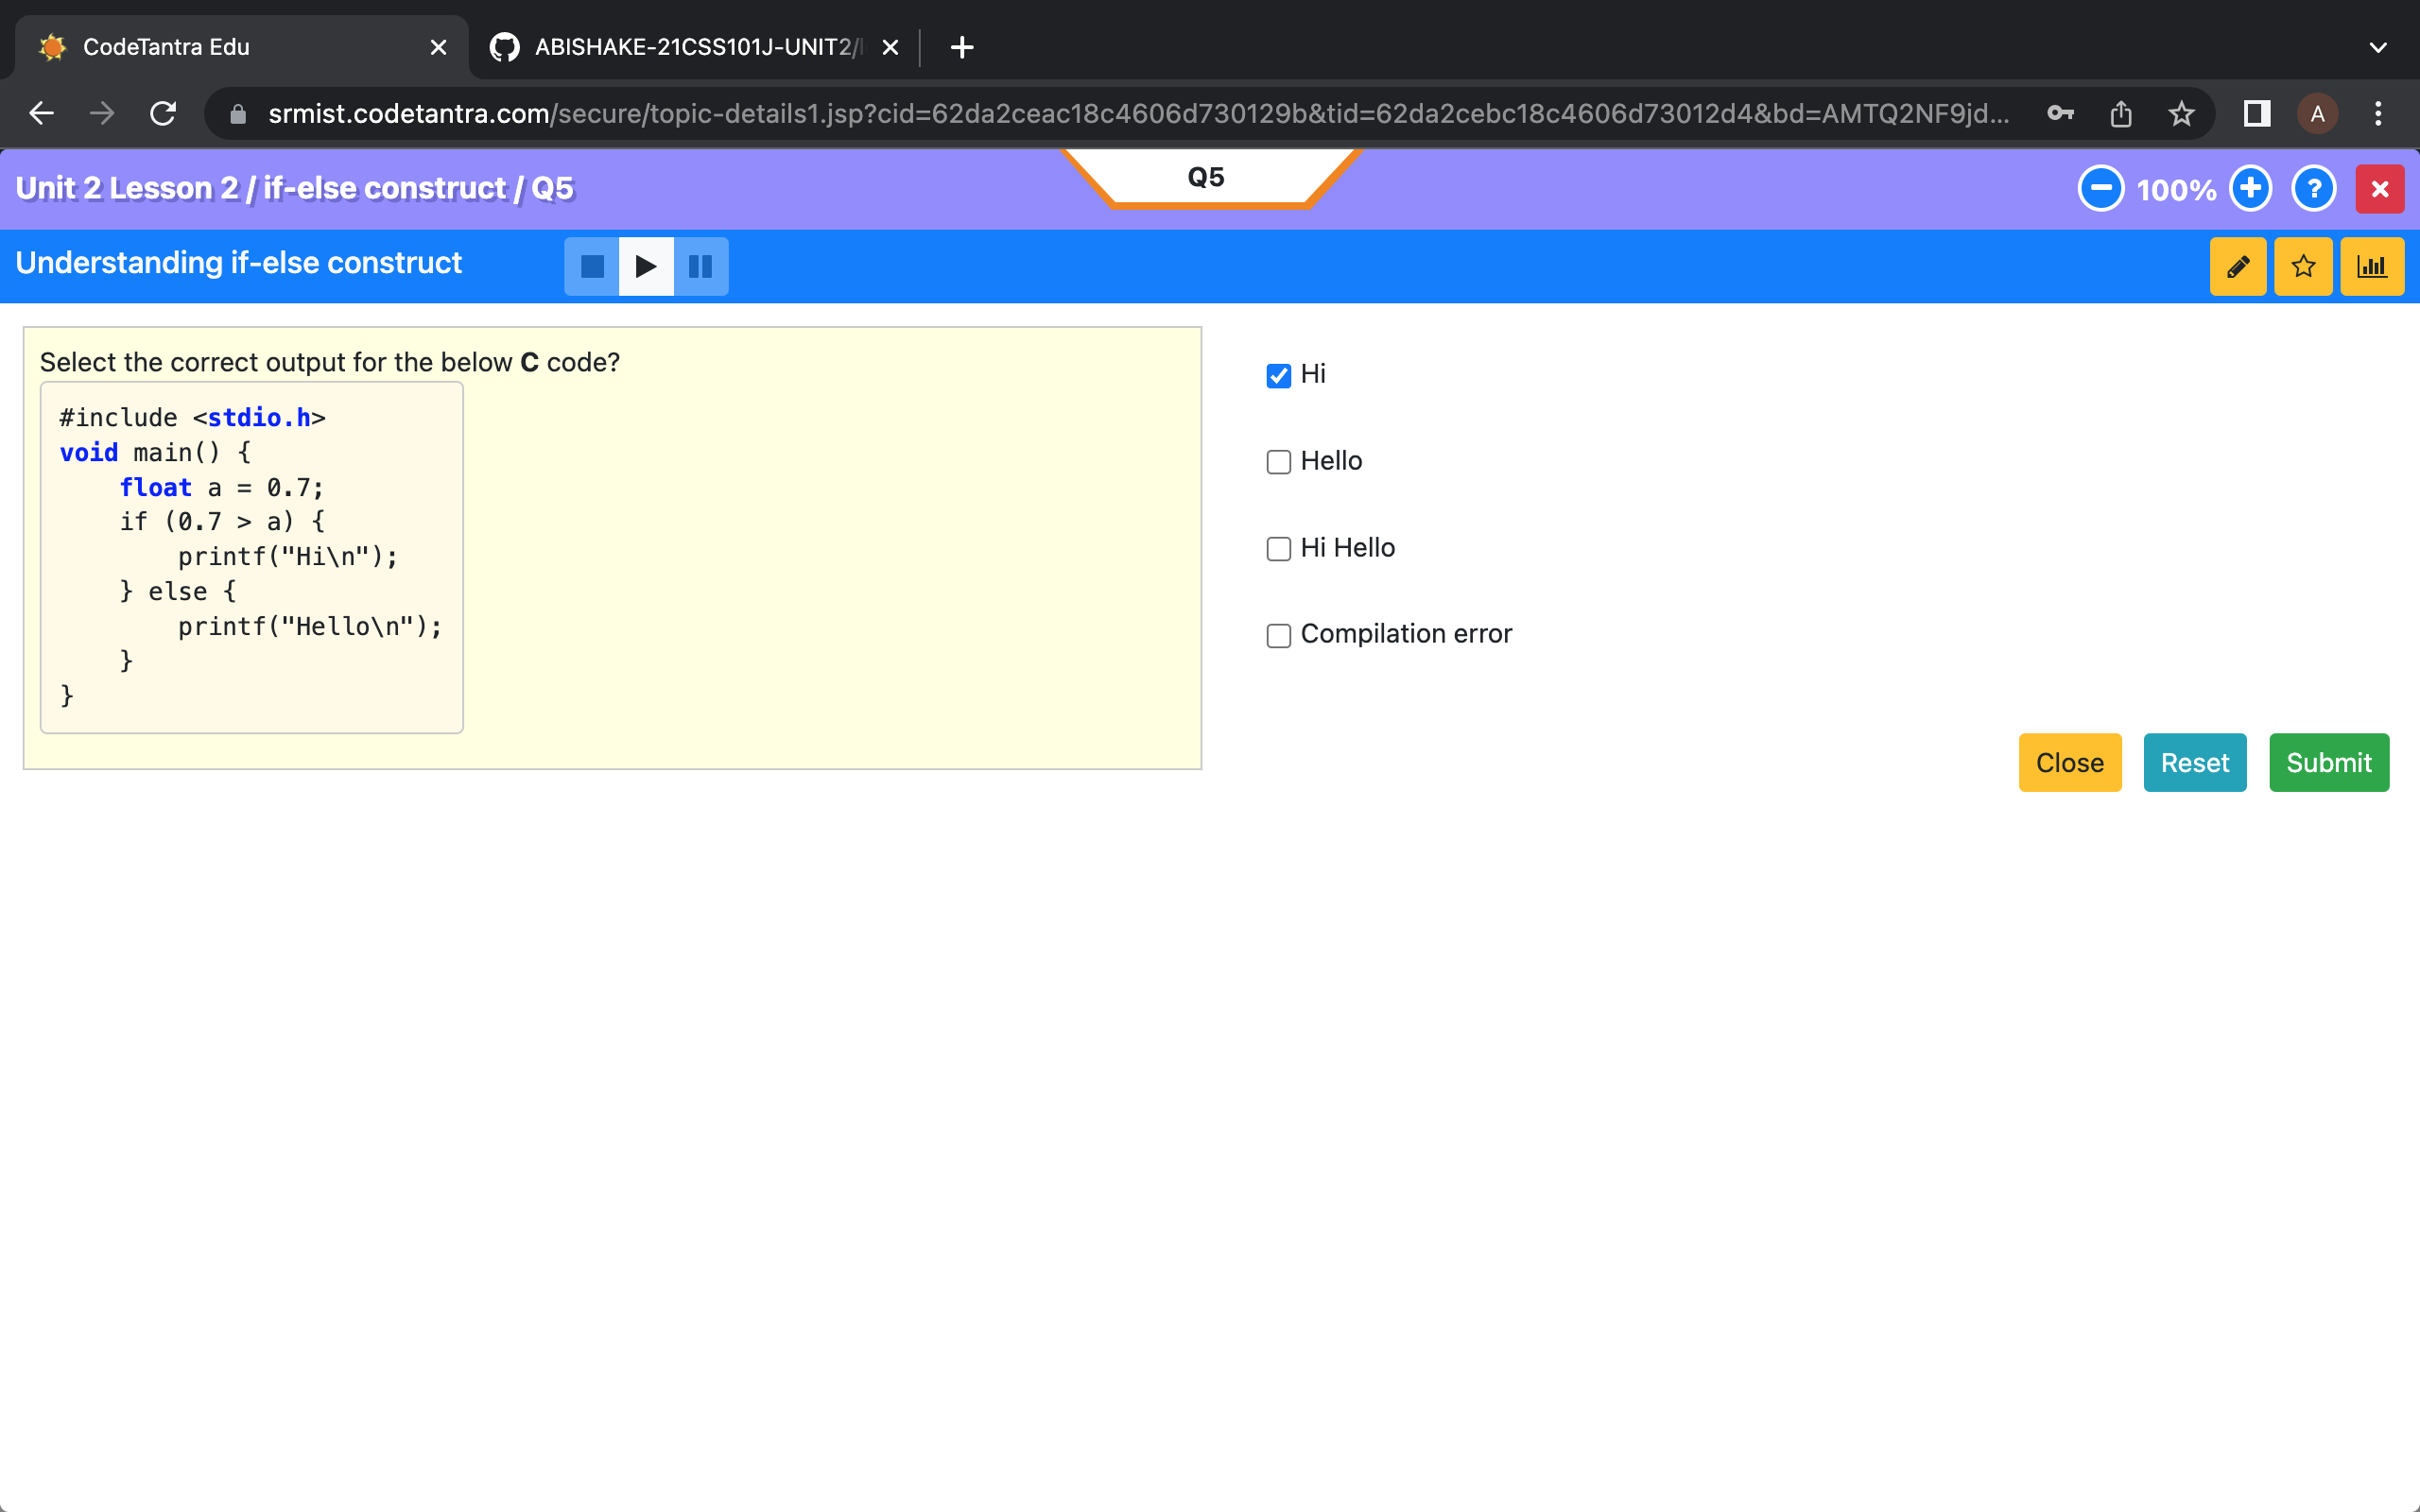 CodeTantra Edu
ABISHAKE-21CSS101J-UNIT2/
srmist.codetantra.com/secure/topic-details1.jsp?cid=62da2ceac18c4606d730129b&tid=62da2cebc18c4606d73012d4&bd=AMTQ2NF9jd...
A
Unit 2 Lesson 2 / if-else construct / Q5
Q5
100%
?
Understanding if-else construct
Select the correct output for the below C code?
#include <stdio.h>
void main() {
    float a = 0.7;
    if (0.7 > a) {
        printf("Hi\n");
    } else {
        printf("Hello\n");
    }
}
Hi
Hello
Hi Hello
Compilation error
Close
Reset
Submit